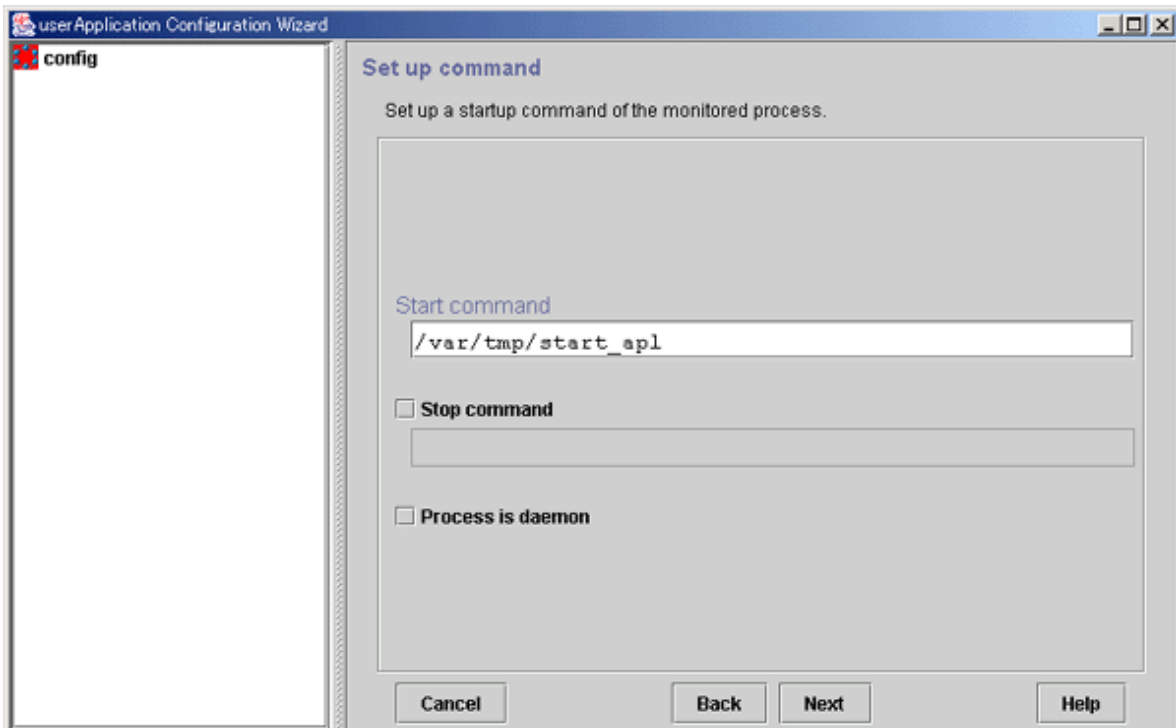 userApplication Configuration Wizard
config
Set up command
Set up a startup command of the monitored process.
Start command
/var/tmp/start_apl
Stop command
Process is daemon
Cancel Back Next Help